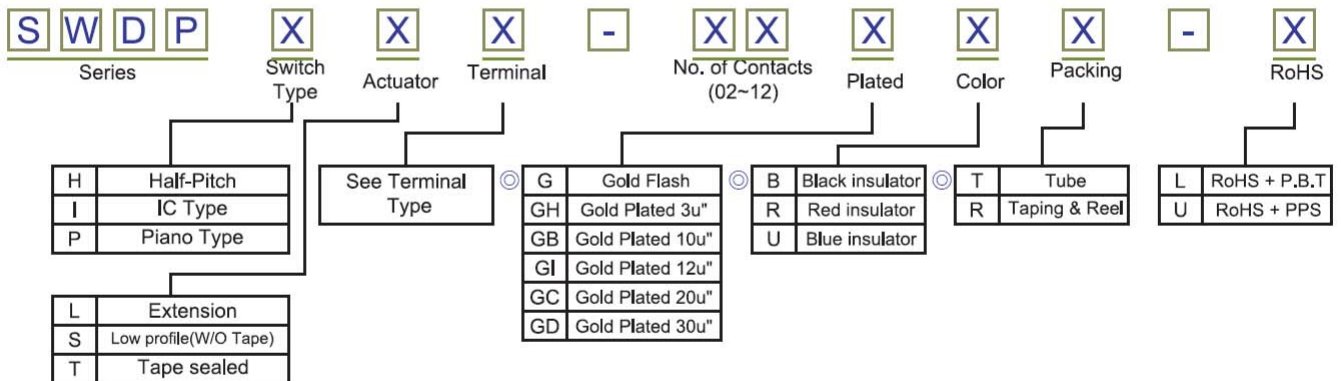 S W D P X X X - X X X X X - X
Series Switch Type Actuator Terminal No. of Contacts (02~12) Plated Color Packing RoHS
H Half-Pitch
I IC Type
P Piano Type
See Terminal Type
◎ G Gold Flash
GH Gold Plated 3u"
GB Gold Plated 10u"
GI Gold Plated 12u"
GC Gold Plated 20u"
GD Gold Plated 30u"
◎ B Black insulator
R Red insulator
U Blue insulator
◎ T Tube
R Taping & Reel
L RoHS + P.B.T
U RoHS + PPS
L Extension
S Low profile(W/O Tape)
T Tape sealed